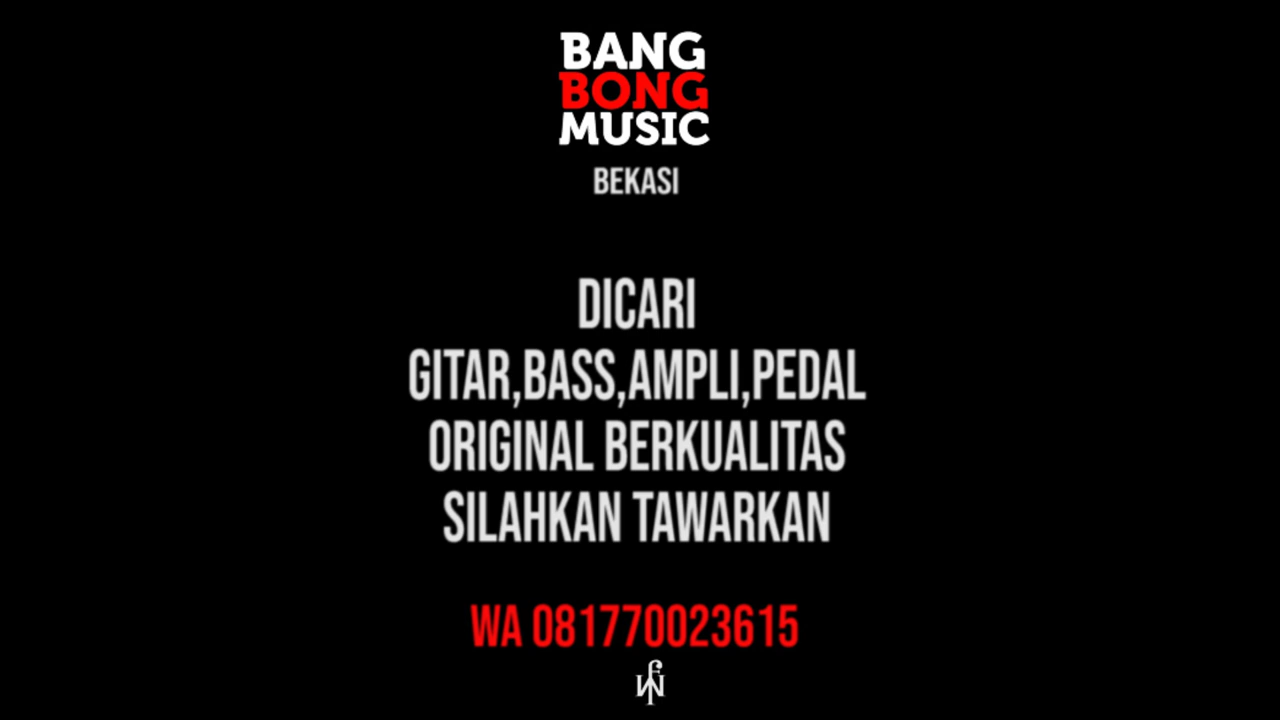 BANG
BONG
MUSIC
BEKASI
DICARI
GITAR,BASS,AMPLI,PEDAL
ORIGINAL BERKUALITAS
SILAHKAN TAWARKAN
WA 081770023615